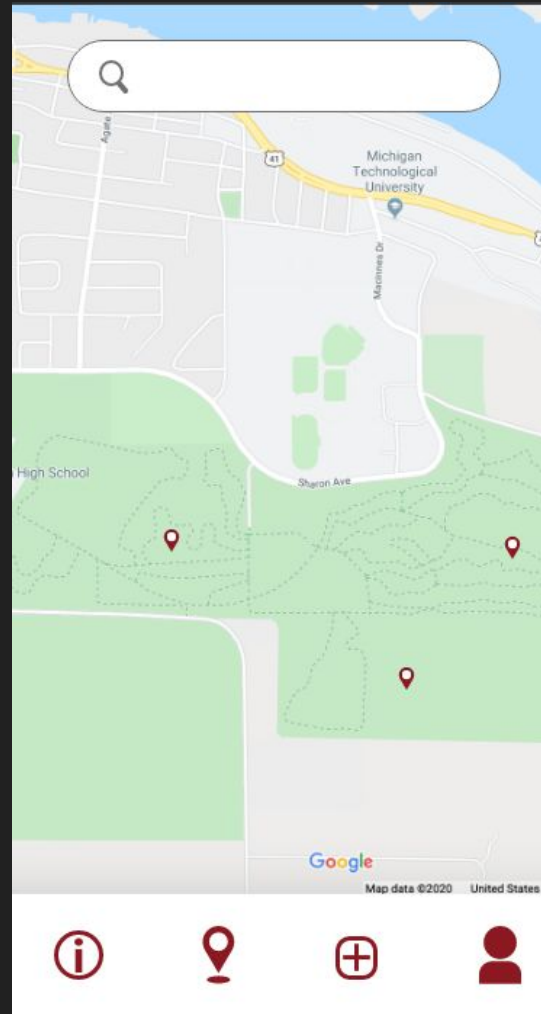 Agate
41
Michigan
Technological
University
Macinnes Dr
High School
Sharon Ave
Google
Map data ©2020 United States